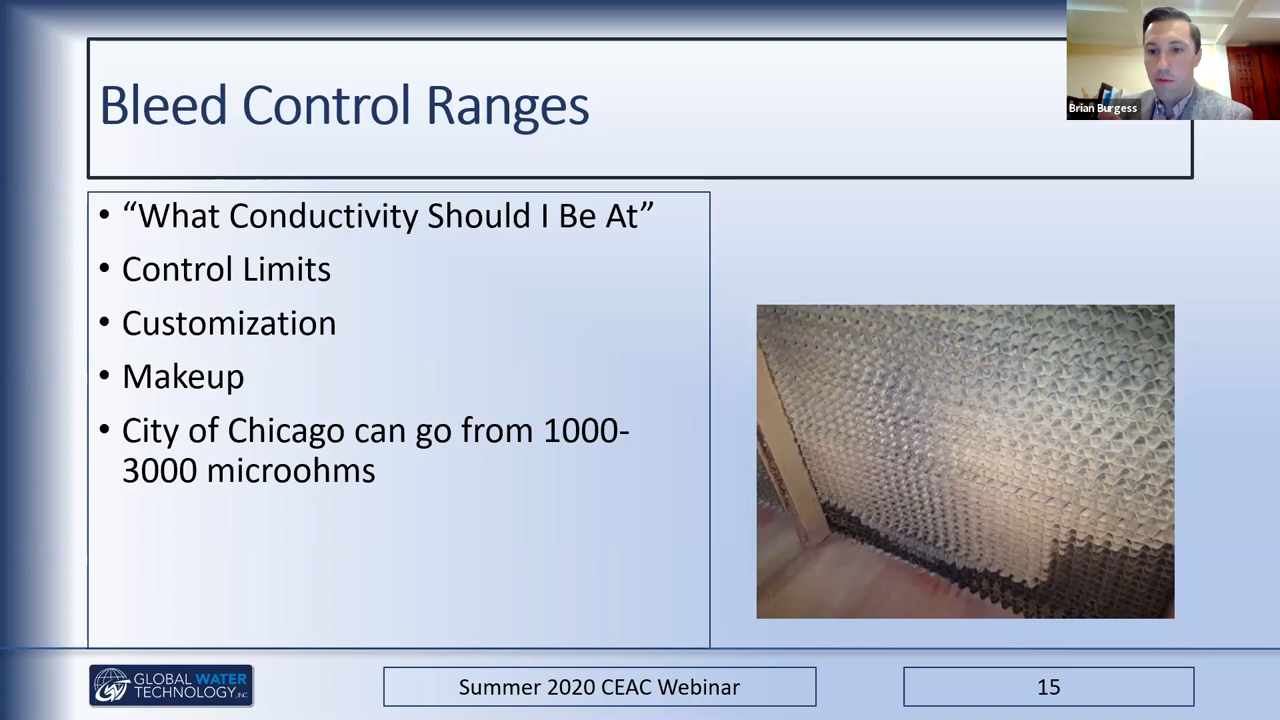 Bleed Control Ranges
Brian Burgess
• “What Conductivity Should I Be At”
• Control Limits
• Customization
• Makeup
• City of Chicago can go from 1000-
3000 microohms
GLOBAL WATER
TECHNOLOGY, INC
Summer 2020 CEAC Webinar
15